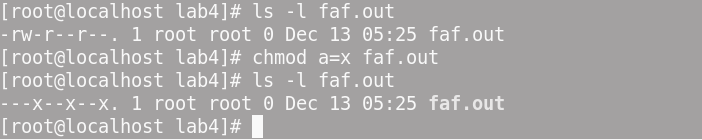 [root@localhost lab4]# ls -l faf.out
-rw-r--r--. 1 root root 0 Dec 13 05:25 faf.out
[root@localhost lab4]# chmod a=x faf.out
[root@localhost lab4]# ls -l faf.out
---x--x--x. 1 root root 0 Dec 13 05:25 faf.out
[root@localhost lab4]#